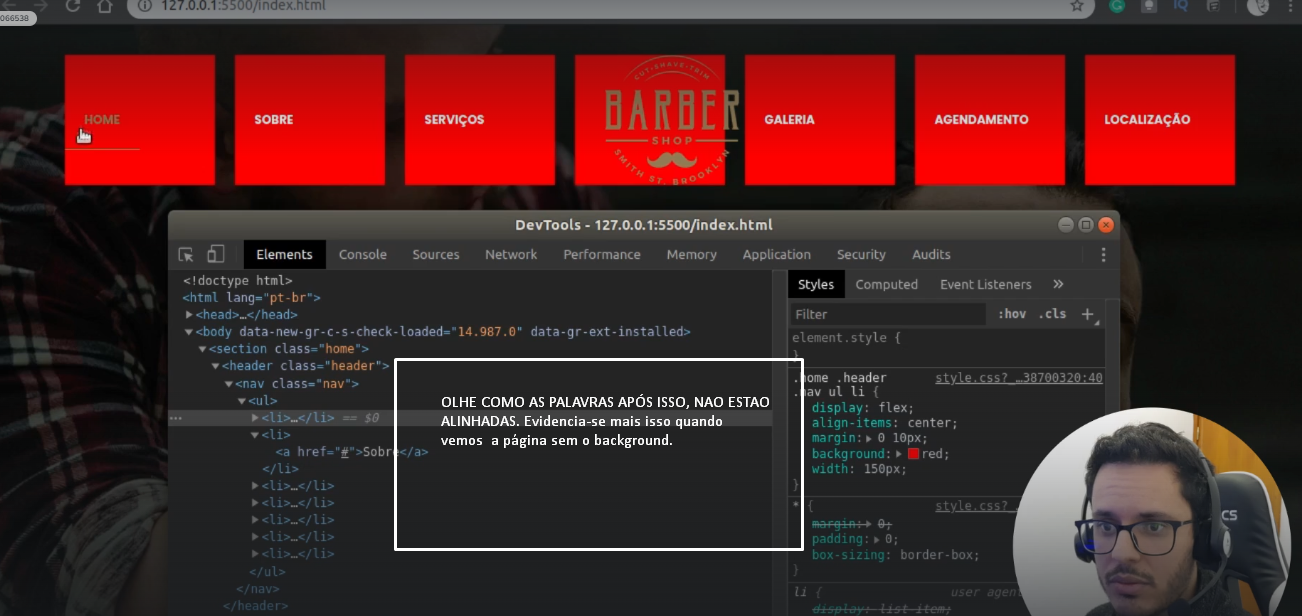 066538
127.0.0.1:5500/index.html
HOME
SOBRE
SERVIÇOS
CUT·SHAVE·TRIM
BARBER
SHOP
SMITH ST. BROOKLYN
GALERIA
AGENDAMENTO
LOCALIZAÇÃO
DevTools - 127.0.0.1:5500/index.html
Elements Console Sources Network Performance Memory Application Security Audits
<!doctype html>
<html lang="pt-br">
<head>…</head>
<body data-new-gr-c-s-check-loaded="14.987.0" data-gr-ext-installed>
<section class="home">
<header class="header">
<nav class="nav">
<ul>
<li>…</li> == $0
<li>
<a href="#">Sobre</a>
</li>
<li>…</li>
<li>…</li>
<li>…</li>
<li>…</li>
<li>…</li>
</ul>
</nav>
</header>
OLHE COMO AS PALAVRAS APÓS ISSO, NAO ESTAO
ALINHADAS. Evidencia-se mais isso quando
vemos a página sem o background.
Styles Computed Event Listeners »
Filter :hov .cls +
element.style {
}
.home .header style.css?_…38700320:40
.nav ul li {
display: flex;
align-items: center;
margin: 0 10px;
background: red;
width: 150px;
}
* { style.css?_
margin: 0;
padding: 0;
box-sizing: border-box;
}
li { user agen
display: list-item;
CS
IQ